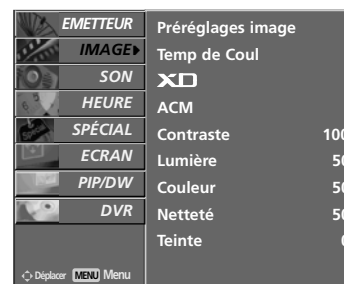 EMETTEUR
IMAGE
SON
HEURE
SPÉCIAL
ECRAN
PIP/DW
DVR
Déplacer MENU Menu
Préréglages image
Temp de Coul
XD
ACM
Contraste 100
Lumière 50
Couleur 50
Netteté 50
Teinte 0